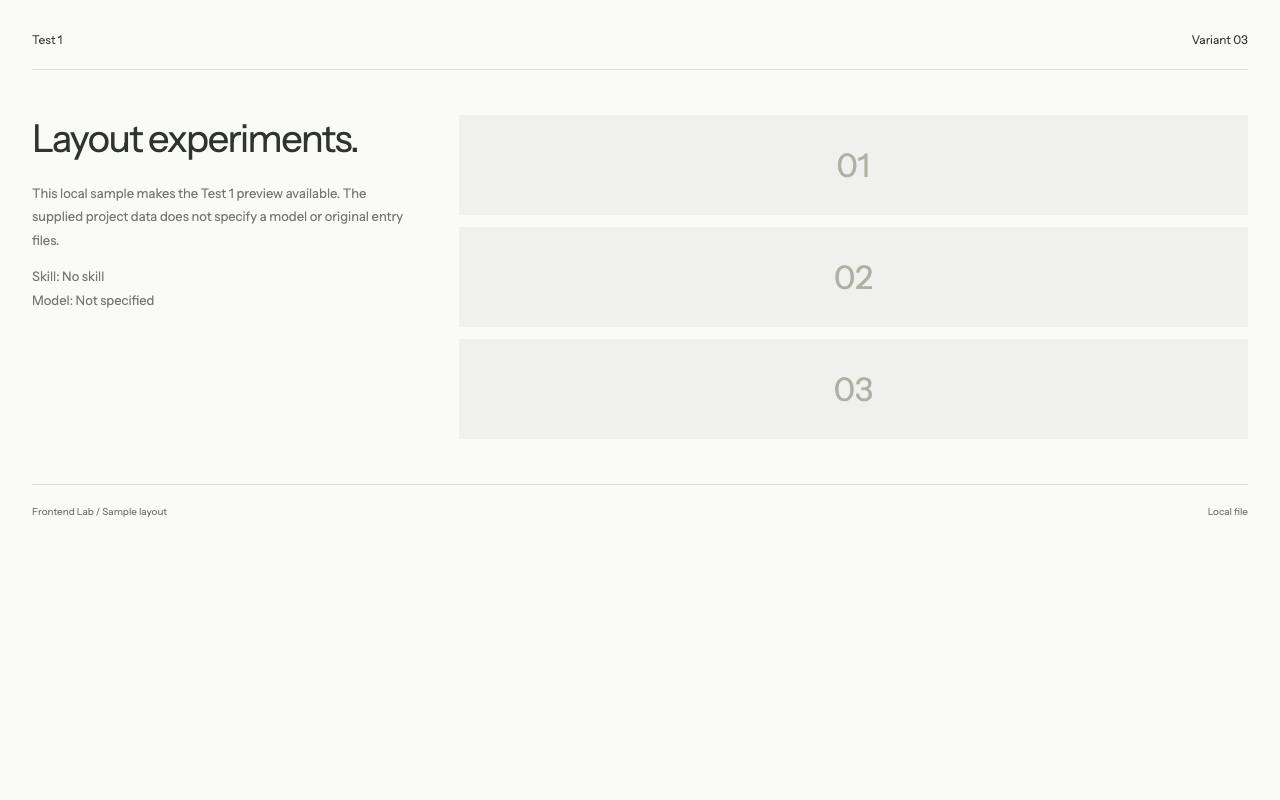 Test 1
Variant 03
Layout experiments.
This local sample makes the Test 1 preview available. The
supplied project data does not specify a model or original entry
files.
Skill: No skill
Model: Not specified
01
02
03
Frontend Lab / Sample layout
Local file